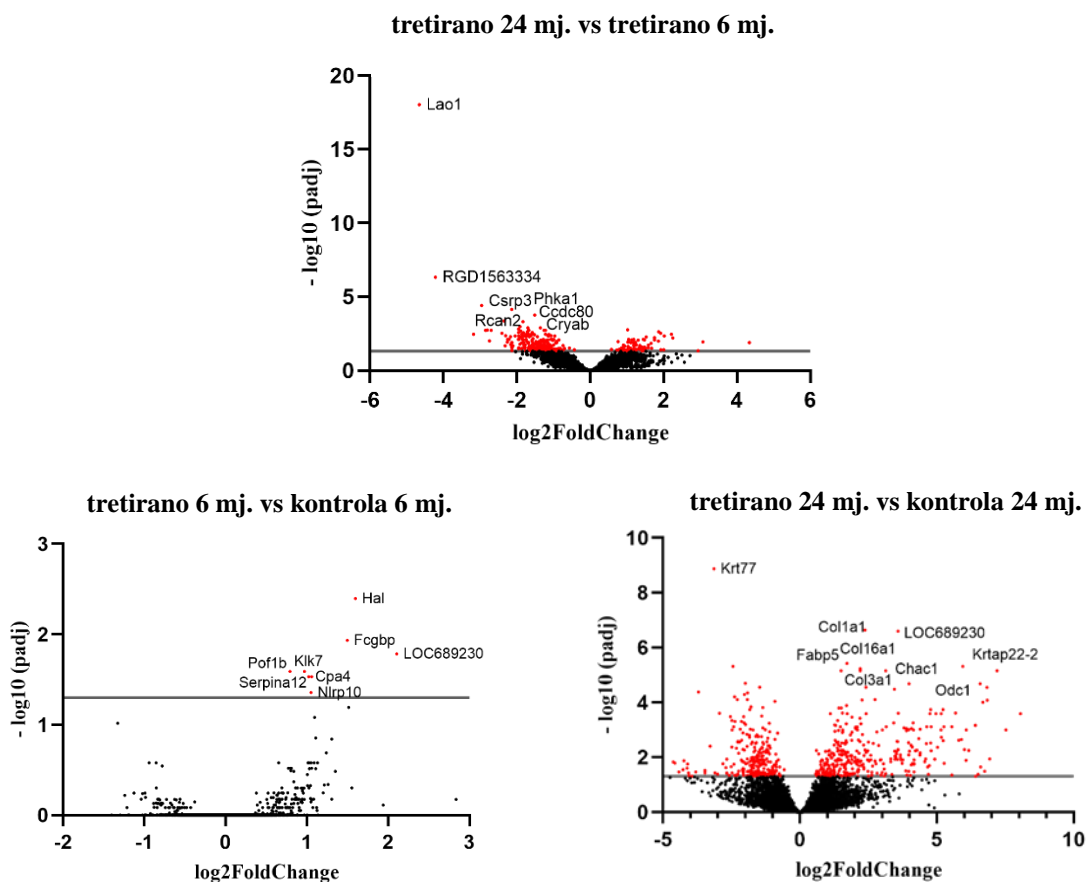 tretirano 24 mj. vs tretirano 6 mj.
20
15
10
5
0
- log10 (padj)
Lao1
RGD1563334
Csrp3
Phka1
Ccdc80
Rcan2
Cryab
-6
-4
-2
0
2
4
6
log2FoldChange
tretirano 6 mj. vs kontrola 6 mj.
3
2
1
0
- log10 (padj)
Hal
Fcgbp
LOC689230
Pof1b
Klk7
Cpa4
Serpina12
Nlrp10
-2
-1
0
1
2
3
log2FoldChange
tretirano 24 mj. vs kontrola 24 mj.
10
8
6
4
2
0
- log10 (padj)
Krt77
Col1a1
LOC689230
Col16a1
Fabp5
Krtap22-2
Chac1
Col3a1
Odc1
-5
0
5
10
log2FoldChange